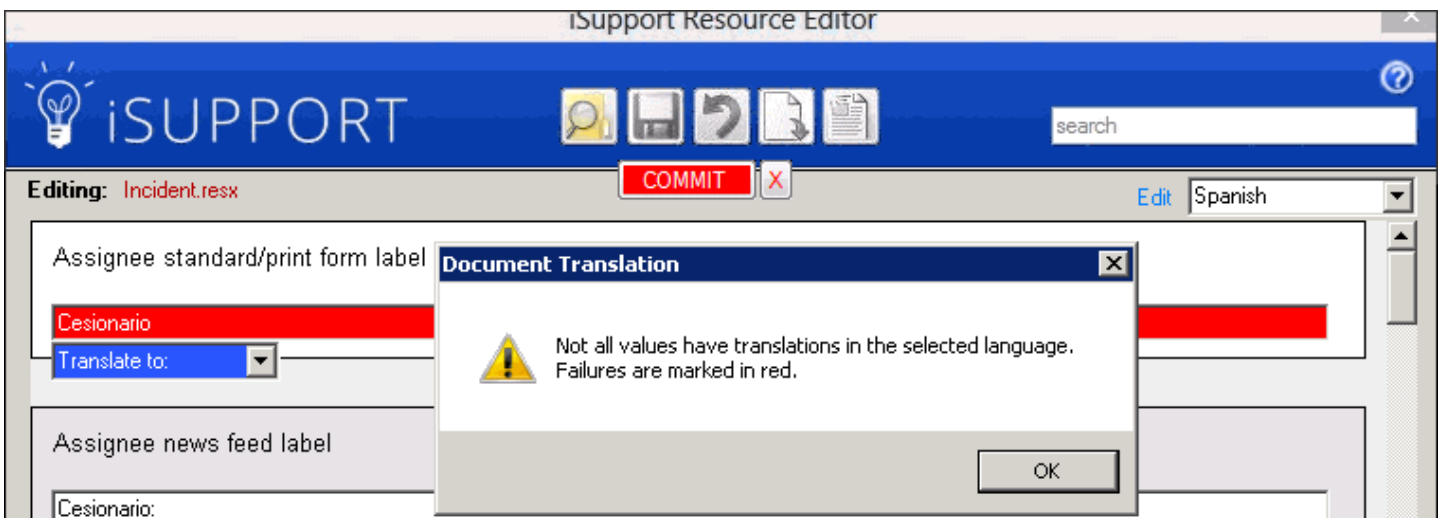 iSupport Resource Editor
iSUPPORT
search
COMMIT X
Editing: Incident.resx
Edit Spanish
Assignee standard/print form label
Document Translation
Cesionario
Not all values have translations in the selected language.
Failures are marked in red.
Translate to:
Assignee news feed label
OK
Cesionario: